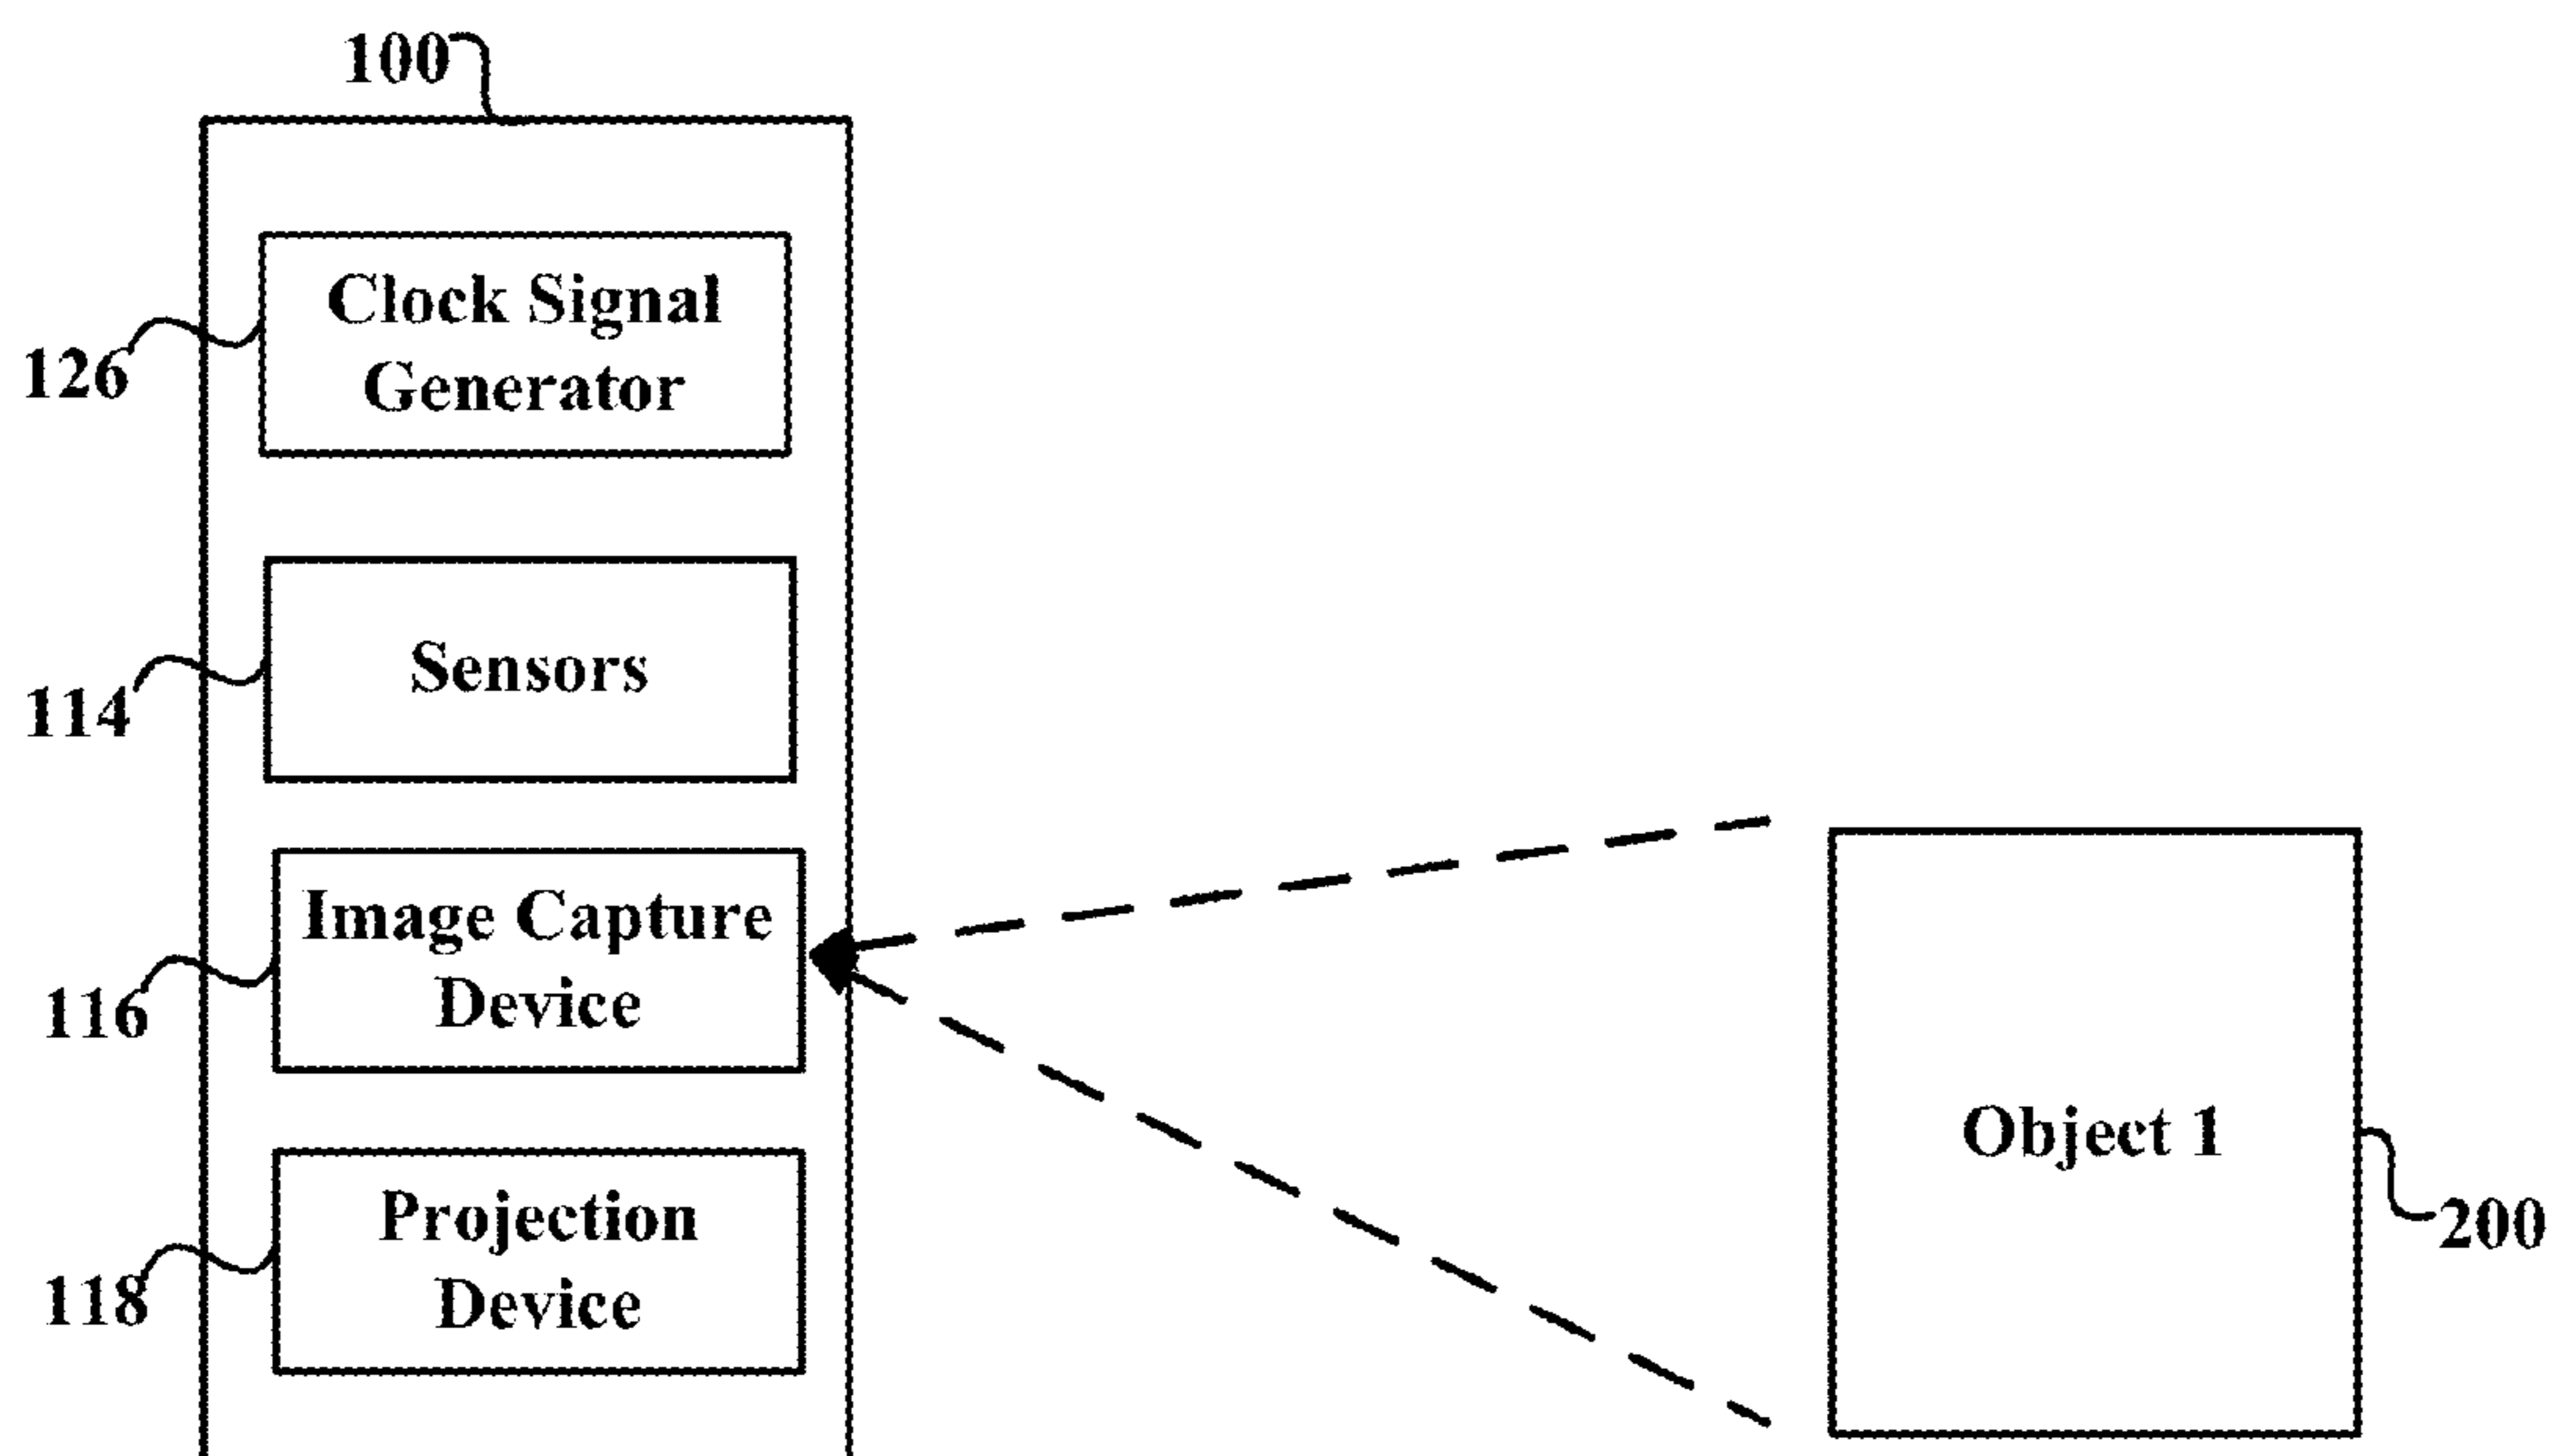 100
Clock Signal
Generator
126
Sensors
114
Image Capture
Device
116
Object 1
Projection
Device
200
118